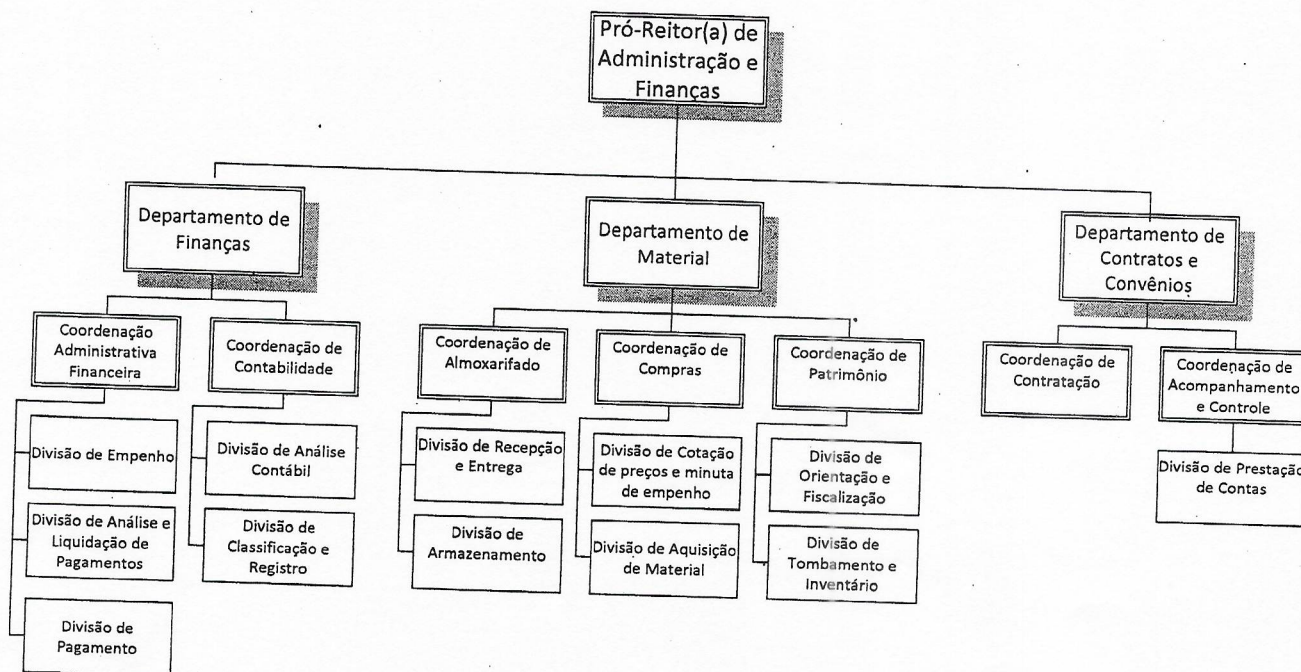 Pró-Reitor(a) de
Administração e
Finanças
Departamento de
Finanças
Departamento de
Material
Departamento de
Contratos e
Convênios
Coordenação
Administrativa
Financeira
Coordenação de
Contabilidade
Coordenação de
Almoxarifado
Coordenação de
Compras
Coordenação de
Patrimônio
Coordenação de
Contratação
Coordenação de
Acompanhamento
e Controle
Divisão de Empenho
Divisão de Análise
Contábil
Divisão de Recepção
e Entrega
Divisão de Cotação
de preços e minuta
de empenho
Divisão de
Orientação e
Fiscalização
Divisão de Prestação
de Contas
Divisão de Análise e
Liquidação de
Pagamentos
Divisão de
Classificação e
Registro
Divisão de
Armazenamento
Divisão de Aquisição
de Material
Divisão de
Tombamento e
Inventário
Divisão de
Pagamento